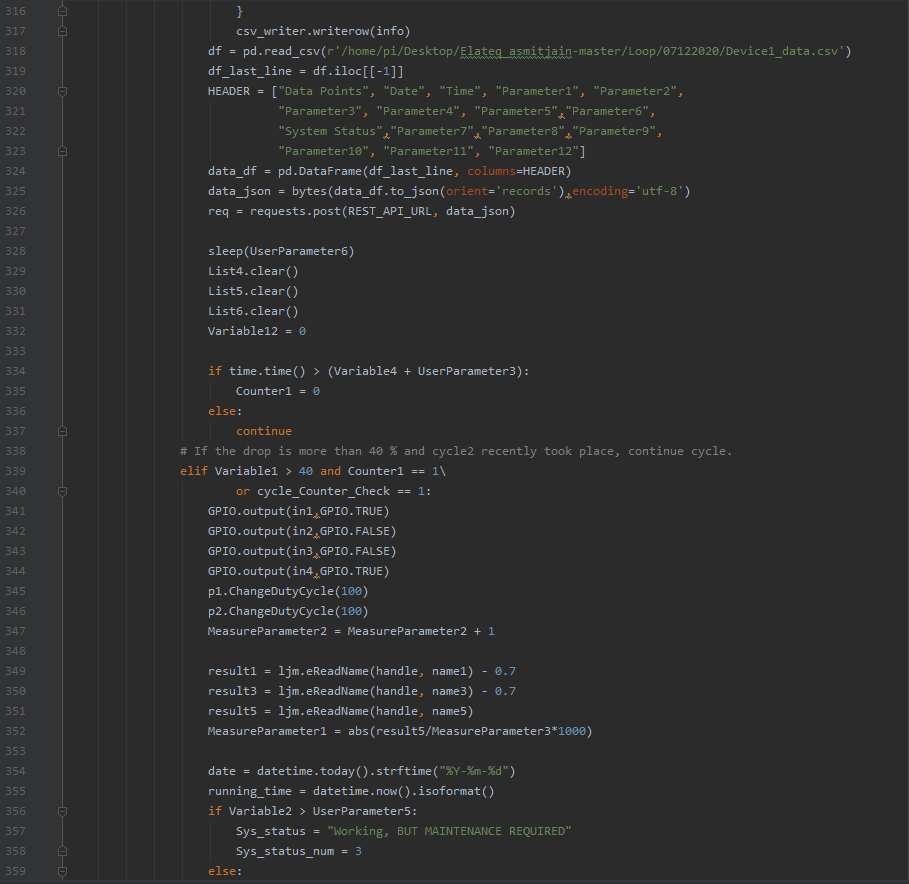 316 }
317 csv_writer.writerow(info)
318 df = pd.read_csv(r'/home/pi/Desktop/Elateq_asmitjain-master/Loop/07122020/Device1_data.csv')
319 df_last_line = df.iloc[[-1]]
320 HEADER = ["Data Points", "Date", "Time", "Parameter1", "Parameter2",
321 "Parameter3", "Parameter4", "Parameter5","Parameter6",
322 "System Status","Parameter7","Parameter8","Parameter9",
323 "Parameter10", "Parameter11", "Parameter12"]
324 data_df = pd.DataFrame(df_last_line, columns=HEADER)
325 data_json = bytes(data_df.to_json(orient='records'),encoding='utf-8')
326 req = requests.post(REST_API_URL, data_json)
327
328 sleep(UserParameter6)
329 List4.clear()
330 List5.clear()
331 List6.clear()
332 Variable12 = 0
333
334 if time.time() > (Variable4 + UserParameter3):
335 Counter1 = 0
336 else:
337 continue
338 # If the drop is more than 40 % and cycle2 recently took place, continue cycle.
339 elif Variable1 > 40 and Counter1 == 1\
340 or cycle_Counter_Check == 1:
341 GPIO.output(in1,GPIO.TRUE)
342 GPIO.output(in2,GPIO.FALSE)
343 GPIO.output(in3,GPIO.FALSE)
344 GPIO.output(in4,GPIO.TRUE)
345 p1.ChangeDutyCycle(100)
346 p2.ChangeDutyCycle(100)
347 MeasureParameter2 = MeasureParameter2 + 1
348
349 result1 = ljm.eReadName(handle, name1) - 0.7
350 result3 = ljm.eReadName(handle, name3) - 0.7
351 result5 = ljm.eReadName(handle, name5)
352 MeasureParameter1 = abs(result5/MeasureParameter3*1000)
353
354 date = datetime.today().strftime("%Y-%m-%d")
355 running_time = datetime.now().isoformat()
356 if Variable2 > UserParameter5:
357 Sys_status = "Working, BUT MAINTENANCE REQUIRED"
358 Sys_status_num = 3
359 else: